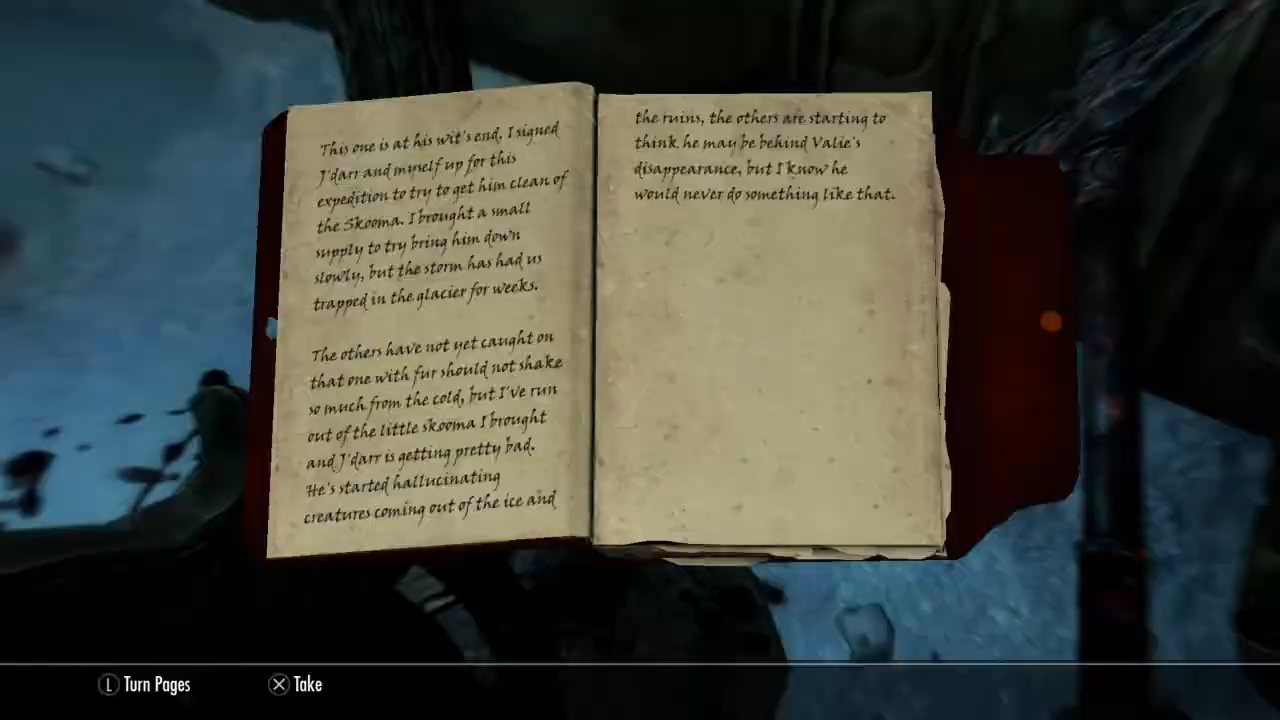 This one is at his wit's end. I signed
J'darr and myself up for this
expedition to try to get him clean of
the Skooma. I brought a small
supply to try bring him down
slowly, but the storm has had us
trapped in the glacier for weeks.
The others have not yet caught on
that one with fur should not shake
so much from the cold, but I've run
out of the little skooma I brought
and J'darr is getting pretty bad.
He's started hallucinating
creatures coming out of the ice and
the ruins, the others are starting to
think he may be behind Valie's
disappearance, but I know he
would never do something like that.
L Turn Pages
X Take